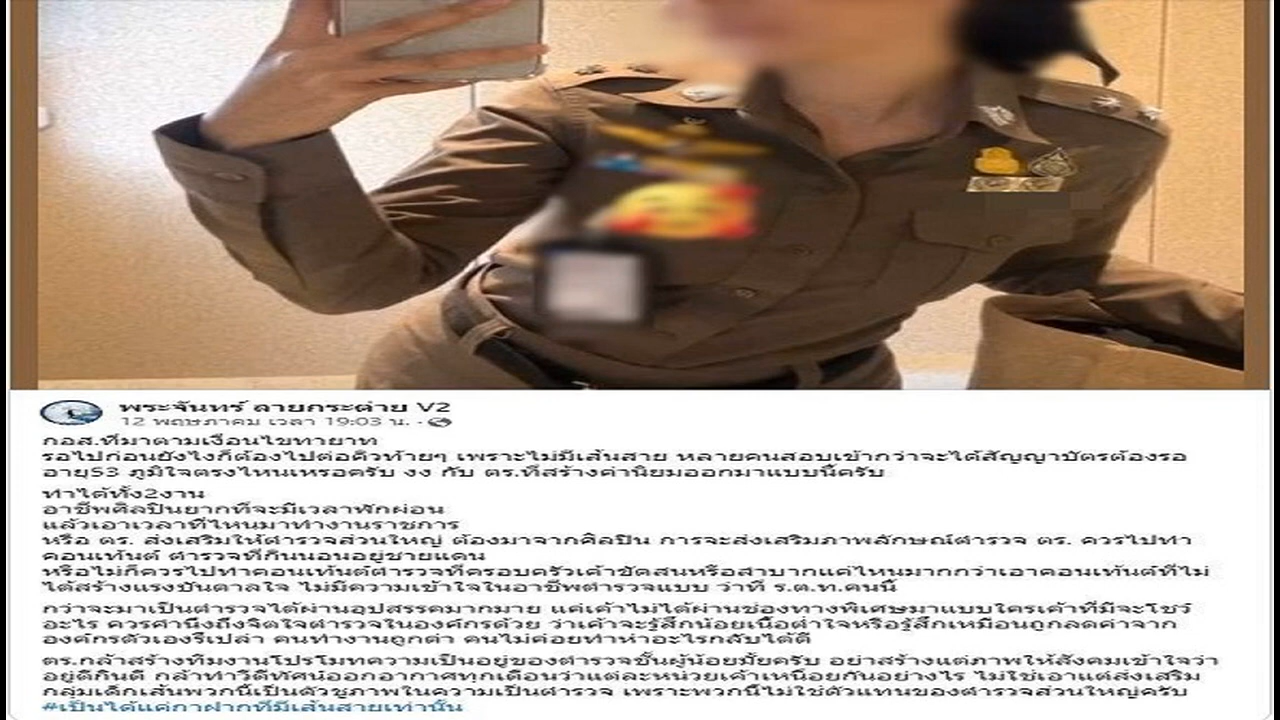 พระจันทร์ ลายกระต่าย V2
12 พฤษภาคม เวลา 19:03 น. ·
กอส.ที่มาตามเงื่อนไขทายาท
รอไปก่อนยังไงก็ต้องไปต่อคิวท้ายๆ เพราะไม่มีเส้นสาย หลายคนสอบเข้ากว่าจะได้สัญญาบัตรต้องรอ
อายุ53 ภูมิใจตรงไหนเหรอครับ งง กับ ตร.ที่สร้างค่านิยมออกมาแบบนี้ครับ
ทำได้ทั้ง2งาน
อาชีพศิลปินยากที่จะมีเวลาพักผ่อน
แล้วเอาเวลาที่ไหนมาทำงานราชการ
หรือ ตร. ส่งเสริมให้ตำรวจส่วนใหญ่ ต้องมาจากศิลปิน การจะส่งเสริมภาพลักษณ์ตำรวจ ตร. ควรไปทำ
คอนเท้นต์ ตำรวจที่กินนอนอยู่ชายแดน
หรือไม่ก็ควรไปทำคอนเท้นต์ตำรวจที่ครอบครัวเค้าขัดสนหรือลำบากแค่ไหนมากกว่าเอาคอนเท้นต์ที่ไม่
ได้สร้างแรงบันดาลใจ ไม่มีความเข้าใจในอาชีพตำรวจแบบ ว่าที่ ร.ต.ท.คนนี้
กว่าจะมาเป็นตำรวจได้ผ่านอุปสรรคมากมาย แต่เค้าไม่ได้ผ่านช่องทางพิเศษมาแบบใครเค้าที่มีจะโชว์
อะไร ควรคำนึงถึงจิตใจตำรวจในองค์กรด้วย ว่าเค้าจะรู้สึกน้อยเนื้อต่ำใจหรือรู้สึกเหมือนถูกลดค่าจาก
องค์กรตัวเองรึเปล่า คนทำงานถูกด่า คนไม่ค่อยทำห่าอะไรกลับได้ดี
ตร.กล้าสร้างทีมงานโปรโมทความเป็นอยู่ของตำรวจชั้นผู้น้อยมั้ยครับ อย่าสร้างแต่ภาพให้สังคมเข้าใจว่า
อยู่ดีกินดี กล้าทำวีดีทัศน์ออกอากาศทุกเดือนว่าแต่ละหน่วยเค้าเหนื่อยกันอย่างไร ไม่ใช่เอาแต่ส่งเสริม
กลุ่มเด็กเส้นพวกนี้เป็นตัวชูภาพในความเป็นตำรวจ เพราะพวกนี้ไม่ใช่ตัวแทนของตำรวจส่วนใหญ่ครับ
#เป็นได้แค่กาฝากที่มีเส้นสายเท่านั้น